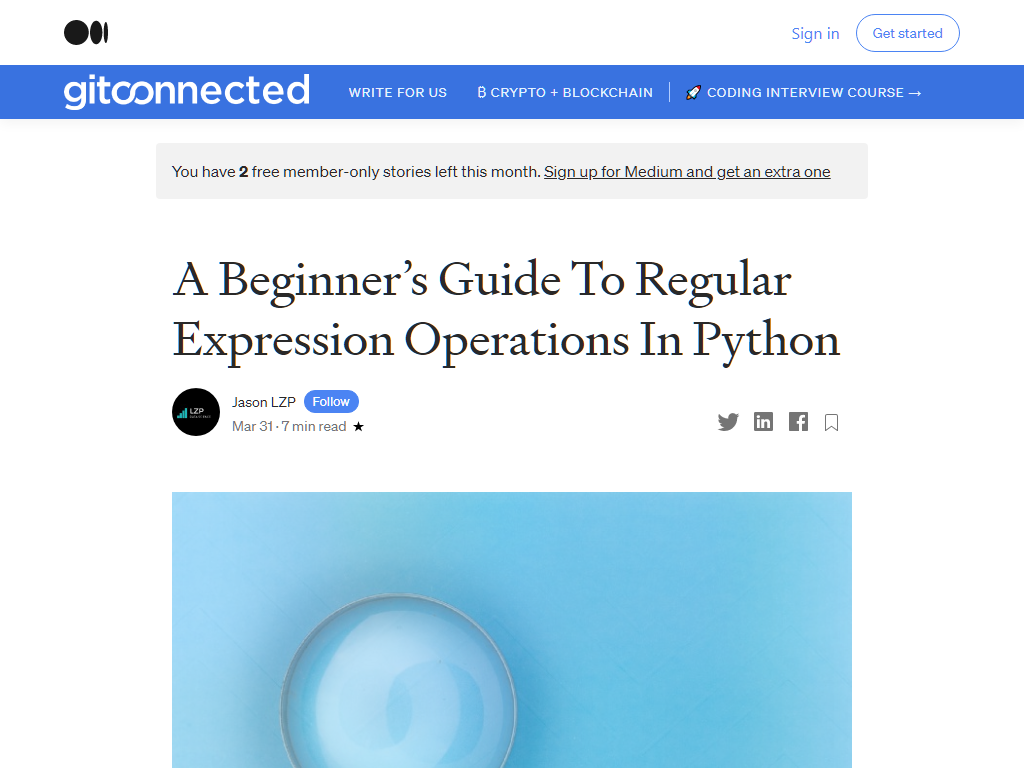 Sign in
Get started
gitconnected
WRITE FOR US
₿ CRYPTO + BLOCKCHAIN
🚀 CODING INTERVIEW COURSE →
You have 2 free member-only stories left this month. Sign up for Medium and get an extra one
A Beginner’s Guide To Regular
Expression Operations In Python
LZP
Jason LZP
Follow
Mar 31 · 7 min read ★